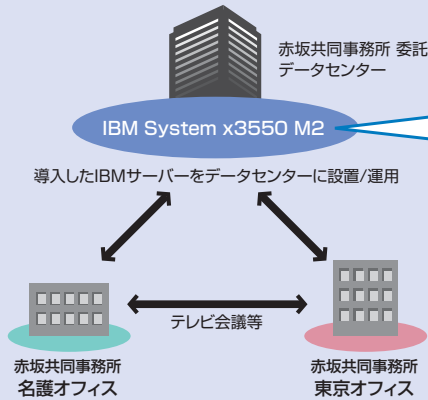 赤坂共同事務所 委託
データセンター
IBM System x3550 M2
導入したIBMサーバーをデータセンターに設置/運用
テレビ会議等
赤坂共同事務所
名護オフィス
赤坂共同事務所
東京オフィス